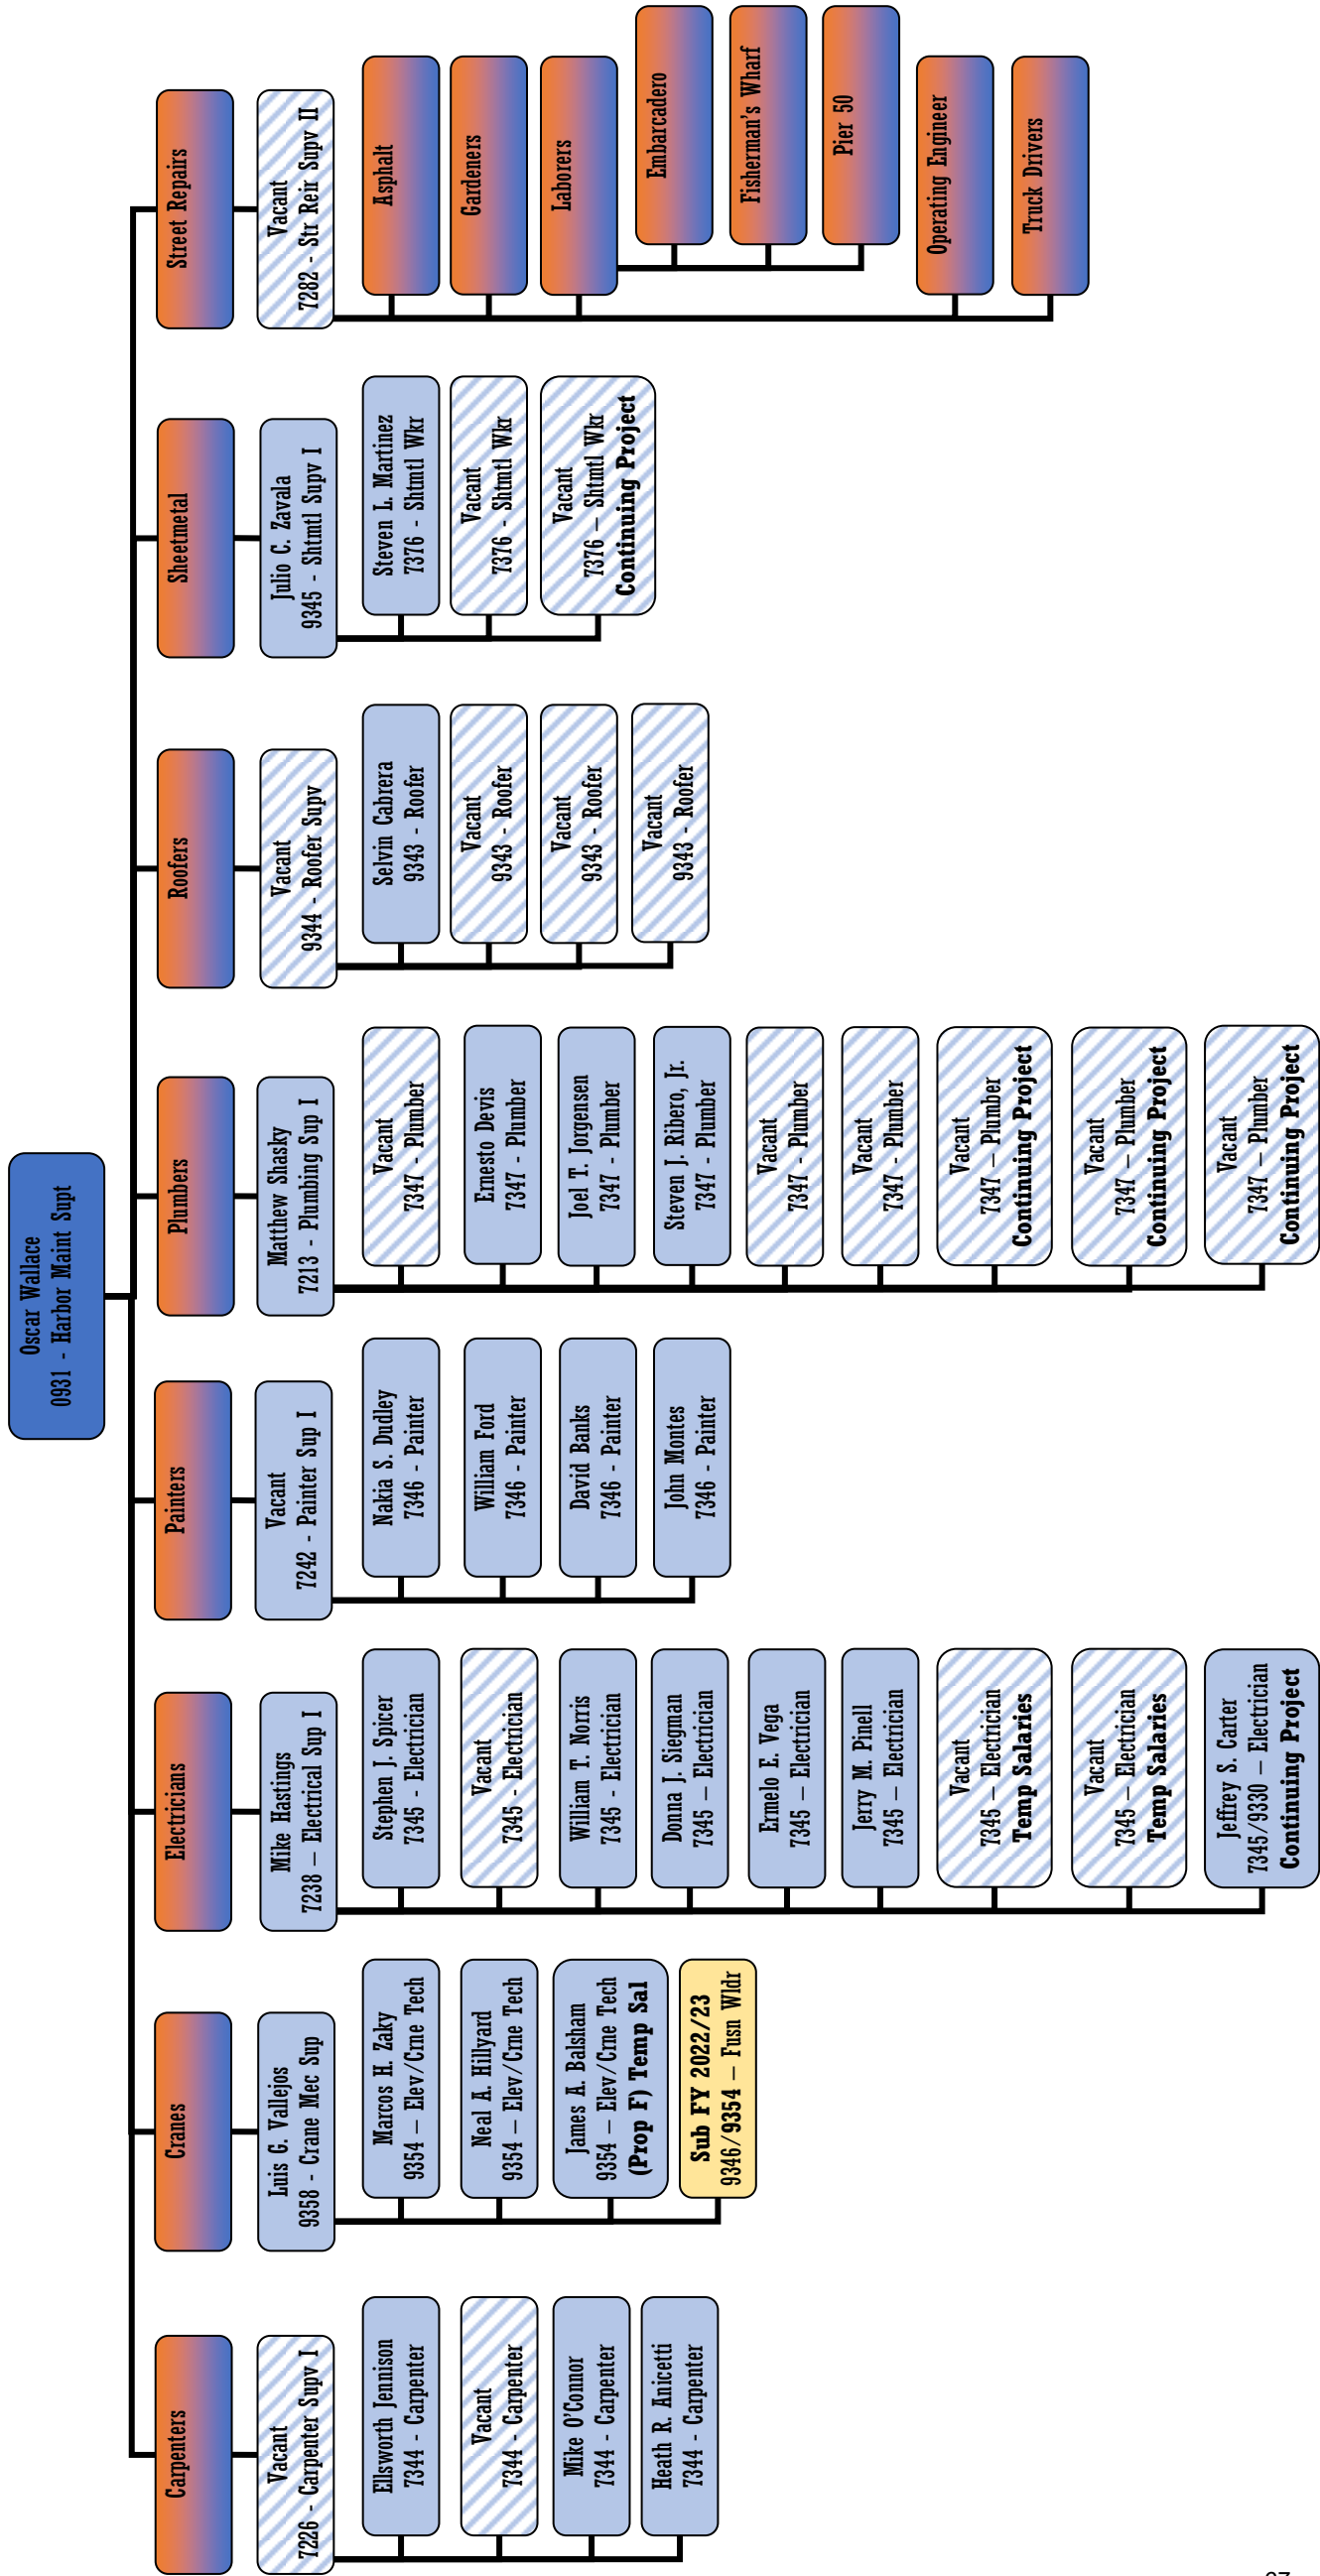 Oscar Wallace
0931 - Harbor Maint Supt
Carpenters
Vacant
7226 - Carpenter Supv I
Ellsworth Jennison
7344 - Carpenter
Vacant
7344 - Carpenter
Mike O'Connor
7344 - Carpenter
Heath R. Anicetti
7344 - Carpenter
Cranes
Luis G. Vallejos
9358 - Crane Mec Sup
Marcos H. Zaky
9354 – Elev/Crne Tech
Neal A. Hillyard
9354 – Elev/Crne Tech
James A. Balsham
9354 – Elev/Crne Tech
(Prop F) Temp Sal
Sub FY 2022/23
9346/9354 – Fusn Wldr
Electricians
Mike Hastings
7238 – Electrical Sup I
Stephen J. Spicer
7345 - Electrician
Vacant
7345 - Electrician
William T. Norris
7345 - Electrician
Donna J. Siegman
7345 – Electrician
Ermelo E. Vega
7345 – Electrician
Jerry M. Pinell
7345 – Electrician
Vacant
7345 – Electrician
Temp Salaries
Vacant
7345 – Electrician
Temp Salaries
Jeffrey S. Carter
7345/9330 – Electrician
Continuing Project
Painters
Vacant
7242 - Painter Sup I
Nakia S. Dudley
7346 - Painter
William Ford
7346 - Painter
David Banks
7346 - Painter
John Montes
7346 - Painter
Plumbers
Matthew Shasky
7213 - Plumbing Sup I
Vacant
7347 - Plumber
Ernesto Devis
7347 - Plumber
Joel T. Jorgensen
7347 - Plumber
Steven J. Ribero, Jr.
7347 - Plumber
Vacant
7347 - Plumber
Vacant
7347 - Plumber
Vacant
7347 – Plumber
Continuing Project
Vacant
7347 – Plumber
Continuing Project
Vacant
7347 – Plumber
Continuing Project
Roofers
Vacant
9344 - Roofer Supv
Selvin Cabrera
9343 - Roofer
Vacant
9343 - Roofer
Vacant
9343 - Roofer
Vacant
9343 - Roofer
Sheetmetal
Julio C. Zavala
9345 - Shtmtl Supv I
Steven L. Martinez
7376 - Shtmtl Wkr
Vacant
7376 - Shtmtl Wkr
Vacant
7376 – Shtmtl Wkr
Continuing Project
Street Repairs
Vacant
7282 - Str Reir Supv II
Asphalt
Gardeners
Laborers
Embarcadero
Fisherman's Wharf
Pier 50
Operating Engineer
Truck Drivers